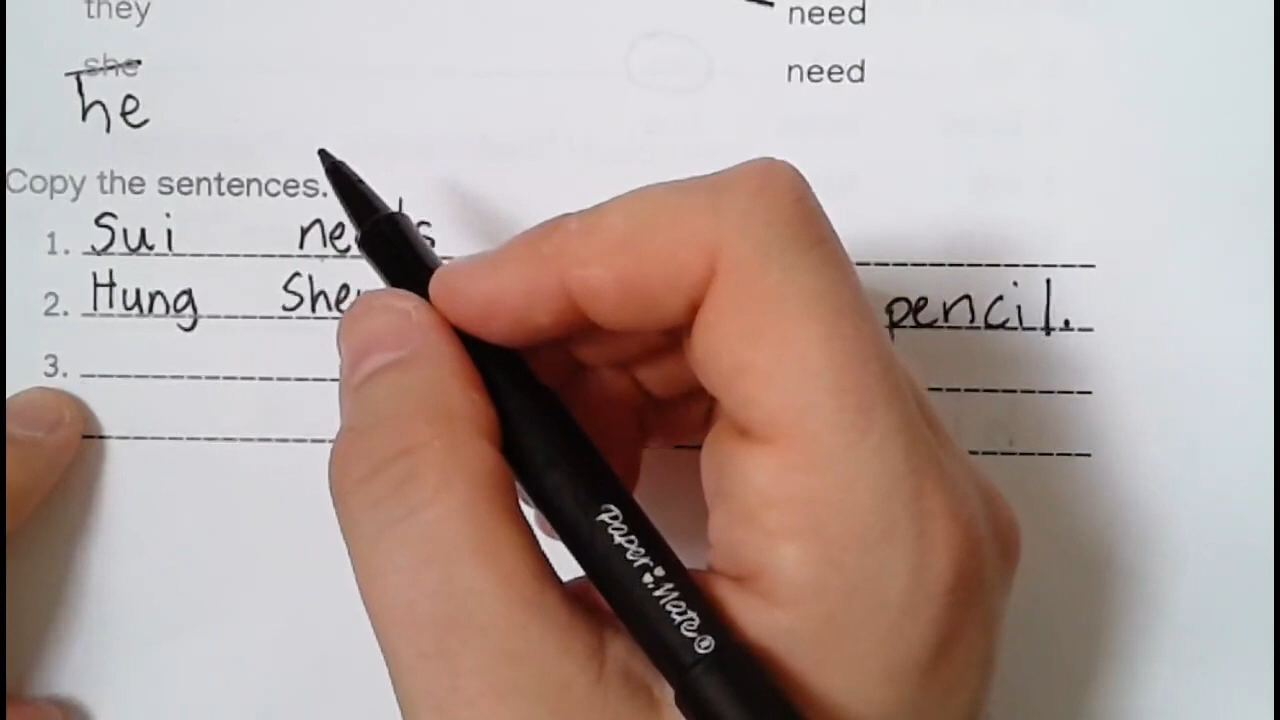 they need
she need
he
Copy the sentences.
1. Sui
2. Hung pencil.
3.
Paper Mate